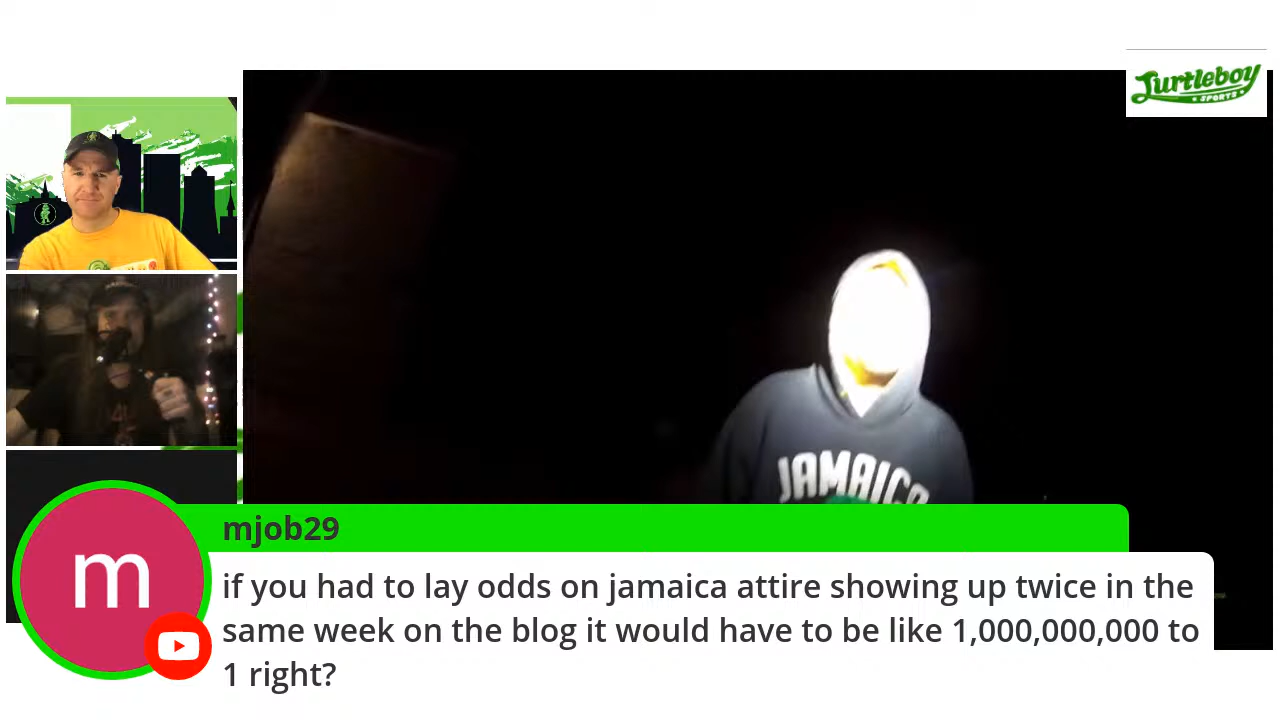 Turtleboy
SPORTS
JAMAICA
mjob29
m
if you had to lay odds on jamaica attire showing up twice in the
same week on the blog it would have to be like 1,000,000,000 to
1 right?